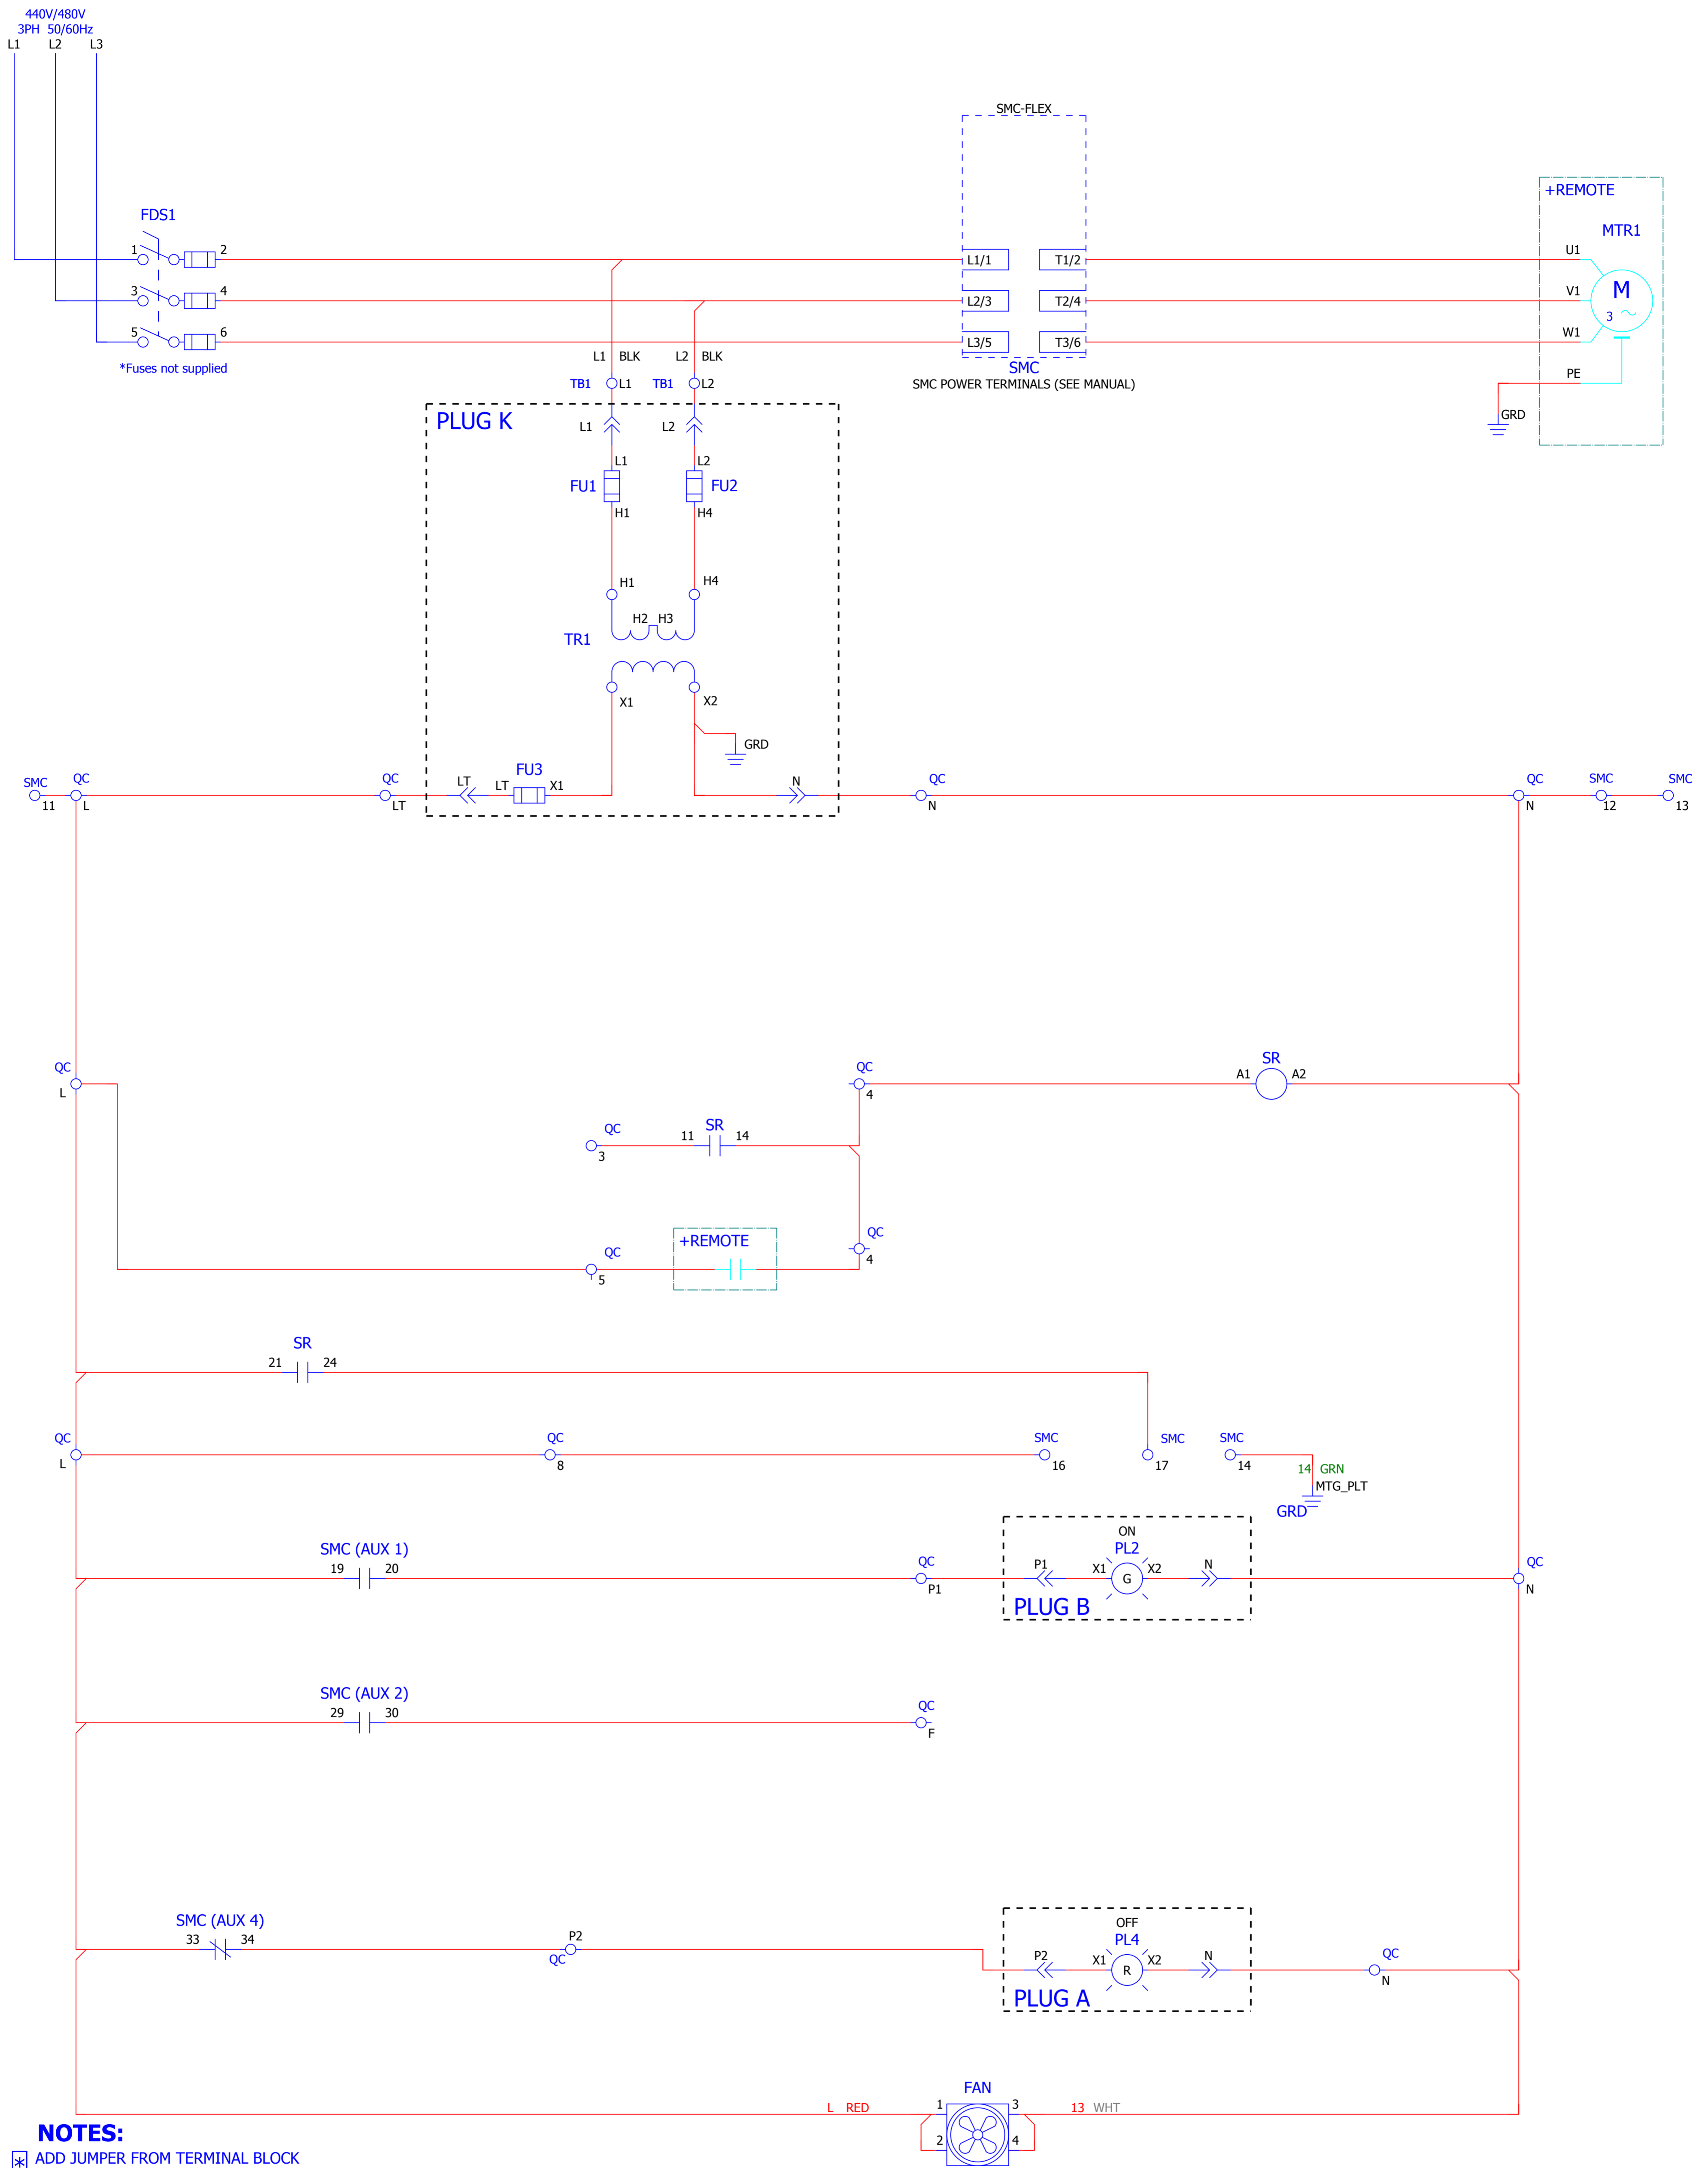 440V/480V
3PH 50/60Hz
L1 L2 L3
SMC-FLEX
+REMOTE
FDS1
MTR1
1 2
L1/1 T1/2
U1
3 4
L2/3 T2/4
V1
M
3
5 6
L3/5 T3/6
W1
*Fuses not supplied
L1 BLK L2 BLK
SMC
SMC POWER TERMINALS (SEE MANUAL)
PE
TB1 L1 TB1 L2
GRD
PLUG K
L1 L2
L1 L2
FU1 FU2
H1 H4
H1 H4
H2 H3
TR1
X1 X2
GRD
SMC QC QC
LT LT FU3 X1
N QC
QC SMC SMC
11 L LT
N
N 12 13
QC
L
QC
4
A1 SR A2
QC
3
11 SR 14
+REMOTE
QC
4
QC
5
SR
21 24
QC
L
QC
8
SMC
16
SMC
17
SMC
14
14 GRN
MTG_PLT
GRD
SMC (AUX 1)
19 20
QC
P1
ON
PL2
P1 X1 G X2 N
PLUG B
QC
N
SMC (AUX 2)
29 30
QC
F
SMC (AUX 4)
33 34
P2
QC
OFF
PL4
P2 X1 R X2 N
PLUG A
QC
N
FAN
L RED 1 3 13 WHT
2 4
NOTES:
* ADD JUMPER FROM TERMINAL BLOCK